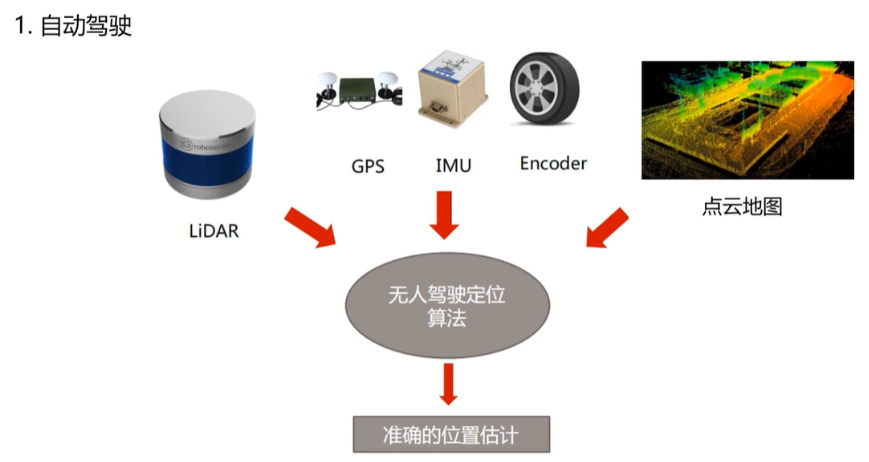 1. 自动驾驶
robosense
GPS
IMU
Encoder
LiDAR
点云地图
无人驾驶定位
算法
准确的位置估计